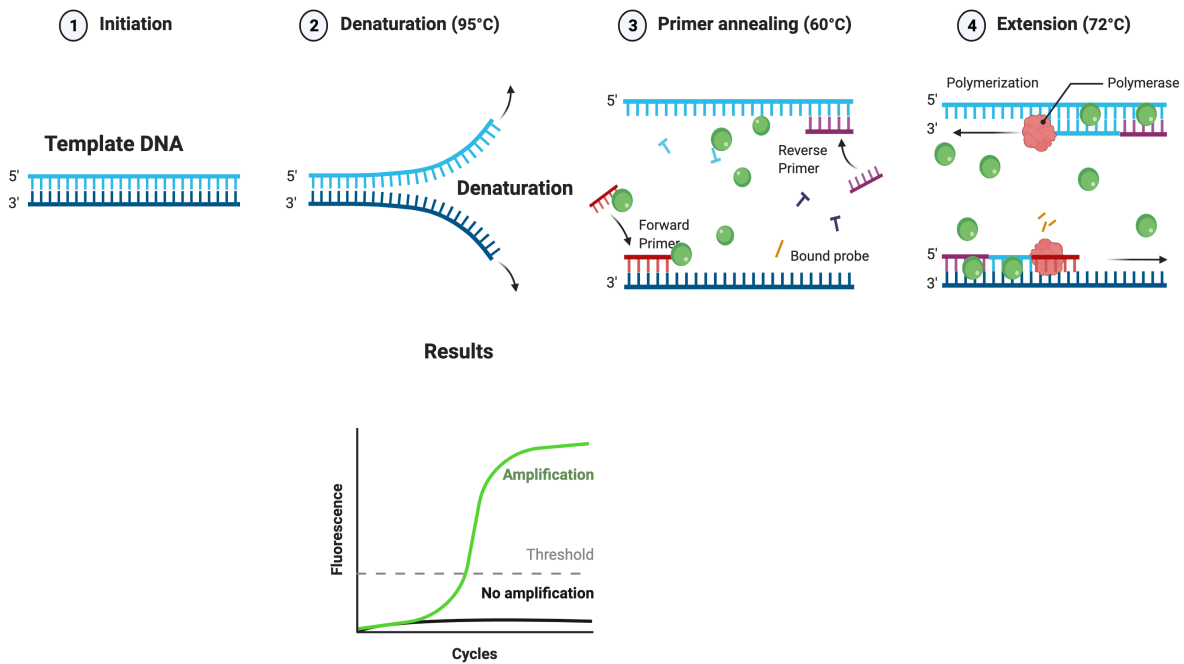 1 Initiation
2 Denaturation (95°C)
3 Primer annealing (60°C)
4 Extension (72°C)
Template DNA
5'
3'
5'
3'
Denaturation
5'
Reverse
Primer
Forward
Primer
Bound probe
3'
Polymerization
Polymerase
5'
3'
5'
3'
Results
Fluorescence
Amplification
Threshold
No amplification
Cycles